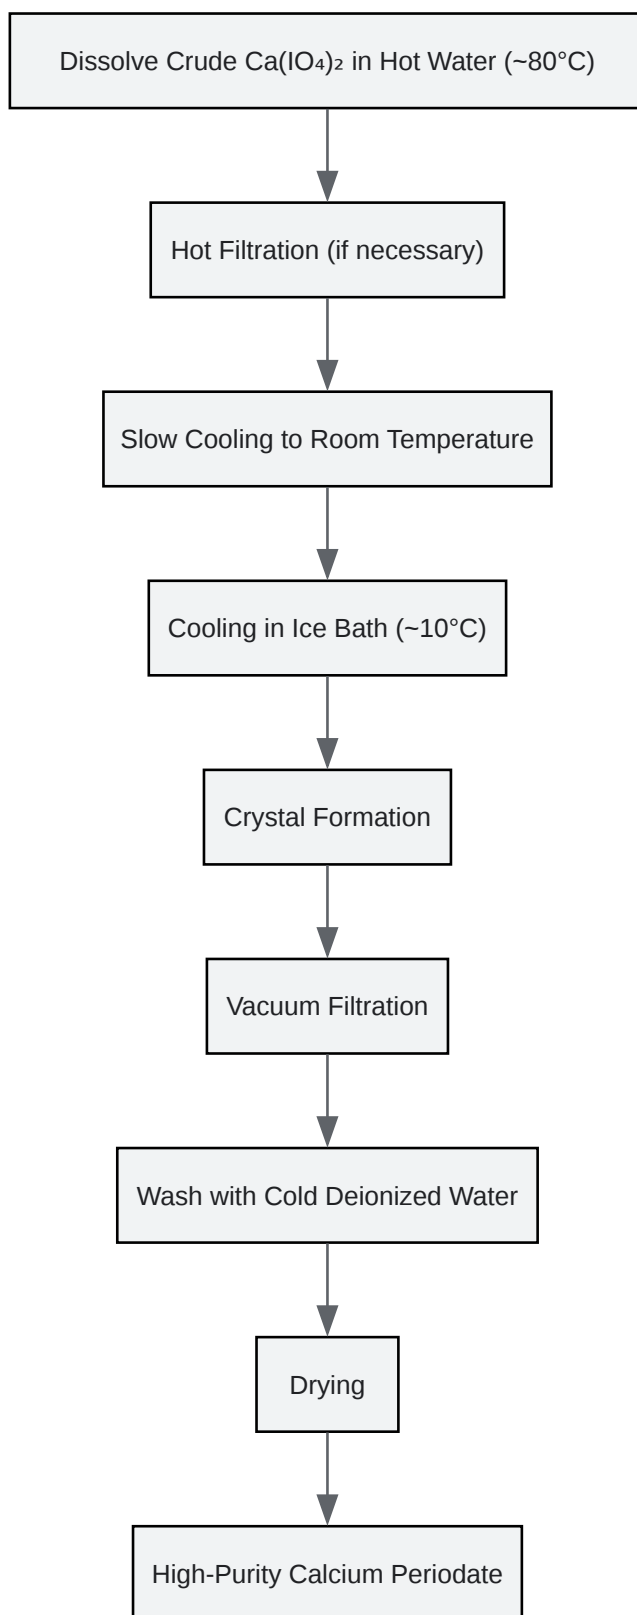 Dissolve Crude Ca(IO₄)₂ in Hot Water (~80°C)
Hot Filtration (if necessary)
Slow Cooling to Room Temperature
Cooling in Ice Bath (~10°C)
Crystal Formation
Vacuum Filtration
Wash with Cold Deionized Water
Drying
High-Purity Calcium Periodate